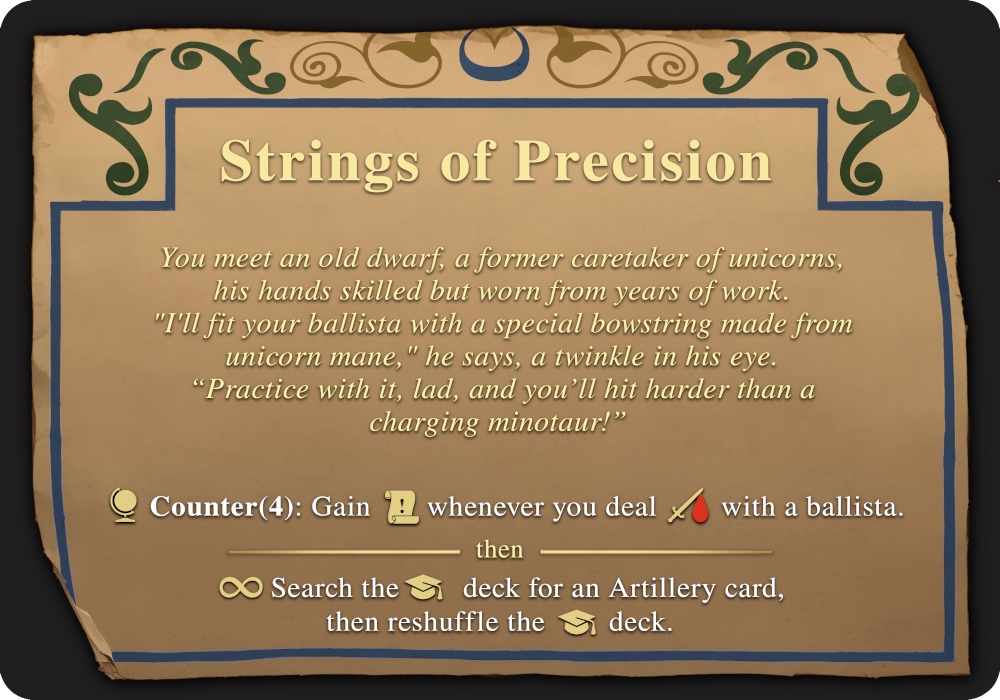 Strings of Precision
You meet an old dwarf, a former caretaker of unicorns,
his hands skilled but worn from years of work.
"I'll fit your ballista with a special bowstring made from
unicorn mane," he says, a twinkle in his eye.
“Practice with it, lad, and you’ll hit harder than a
charging minotaur!”
Counter(4): Gain ! whenever you deal with a ballista.
then
∞ Search the deck for an Artillery card,
then reshuffle the deck.